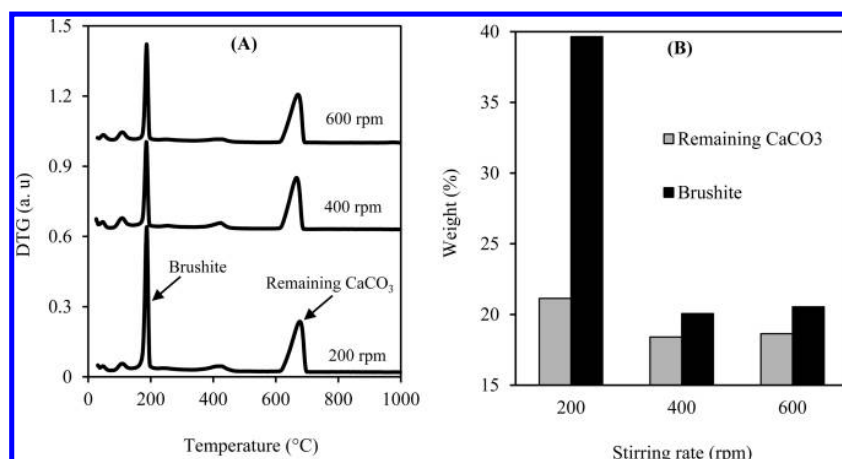 (A)
1.5
1.2
0.9
0.6
0.3
0
DTG (a. u)
600 rpm
400 rpm
Brushite
Remaining CaCO₃
200 rpm
0 200 400 600 800 1000
Temperature (°C)
(B)
40
35
30
25
20
15
Weight (%)
Remaining CaCO3
Brushite
200 400 600
Stirring rate (rpm)